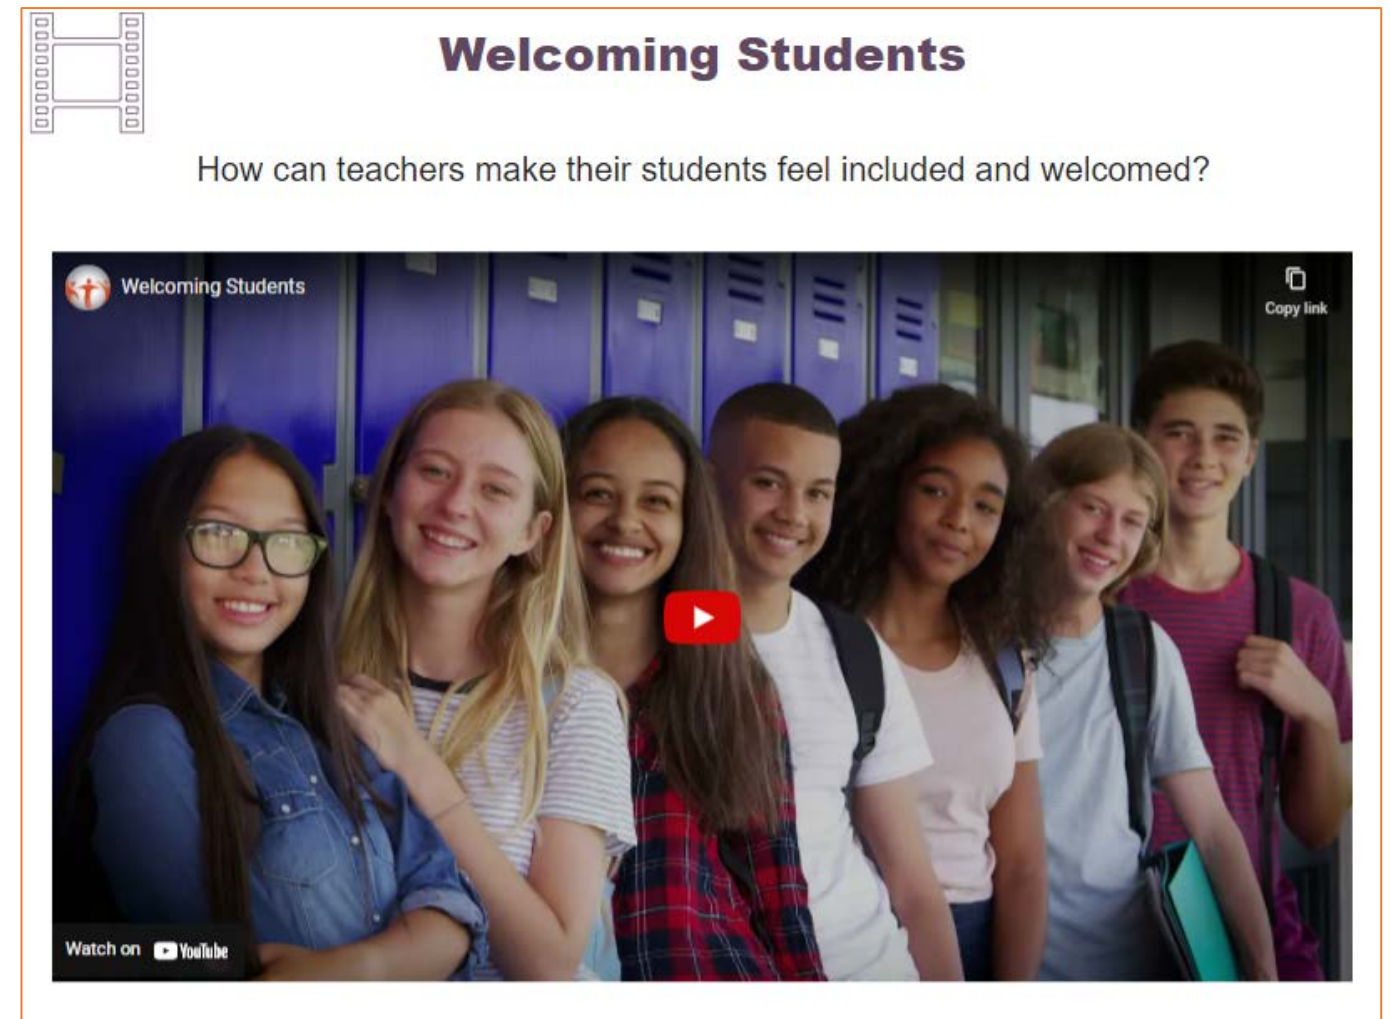 Welcoming Students
How can teachers make their students feel included and welcomed?
Welcoming Students
Copy link
Watch on YouTube